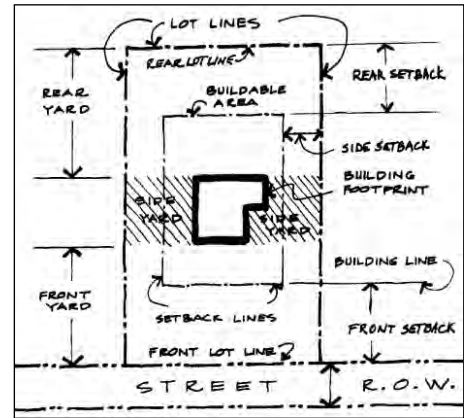 LOT LINES
REAR LOT LINE
REAR
YARD
BUILDABLE
AREA
REAR SETBACK
SIDE SETBACK
BUILDING
FOOTPRINT
SIDE
YARD
SIDE
YARD
BUILDING
LINE
FRONT
YARD
SETBACK LINES
FRONT SETBACK
FRONT LOT LINE
STREET
R.O.W.